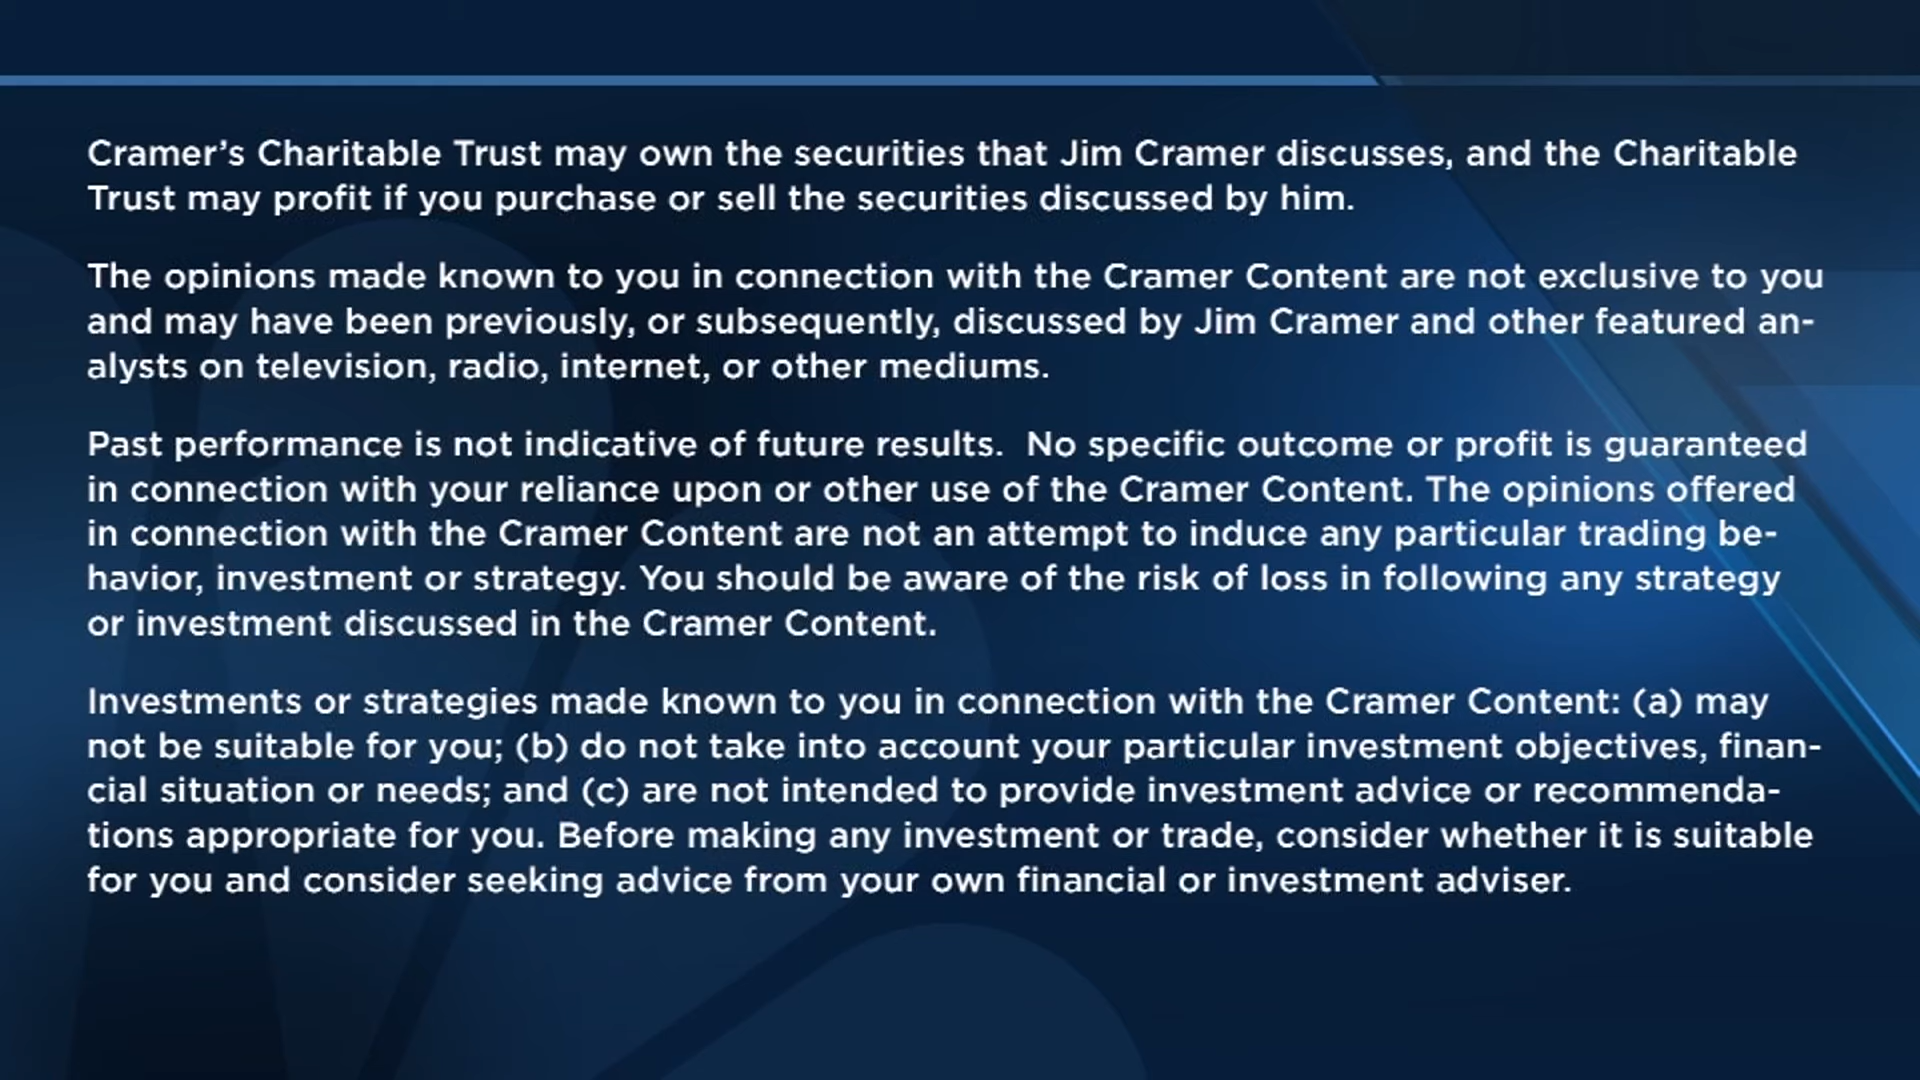 Cramer’s Charitable Trust may own the securities that Jim Cramer discusses, and the Charitable
Trust may profit if you purchase or sell the securities discussed by him.
The opinions made known to you in connection with the Cramer Content are not exclusive to you
and may have been previously, or subsequently, discussed by Jim Cramer and other featured an-
alysts on television, radio, internet, or other mediums.
Past performance is not indicative of future results.  No specific outcome or profit is guaranteed
in connection with your reliance upon or other use of the Cramer Content. The opinions offered
in connection with the Cramer Content are not an attempt to induce any particular trading be-
havior, investment or strategy. You should be aware of the risk of loss in following any strategy
or investment discussed in the Cramer Content.
Investments or strategies made known to you in connection with the Cramer Content: (a) may
not be suitable for you; (b) do not take into account your particular investment objectives, finan-
cial situation or needs; and (c) are not intended to provide investment advice or recommenda-
tions appropriate for you. Before making any investment or trade, consider whether it is suitable
for you and consider seeking advice from your own financial or investment adviser.